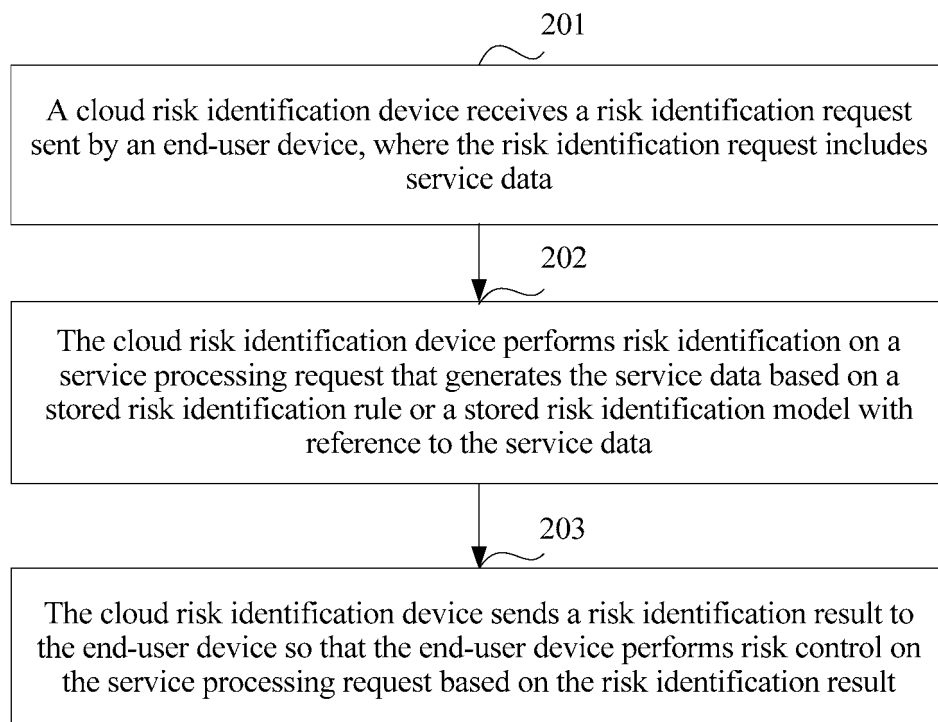 201
A cloud risk identification device receives a risk identification request
sent by an end-user device, where the risk identification request includes
service data
202
The cloud risk identification device performs risk identification on a
service processing request that generates the service data based on a
stored risk identification rule or a stored risk identification model with
reference to the service data
203
The cloud risk identification device sends a risk identification result to
the end-user device so that the end-user device performs risk control on
the service processing request based on the risk identification result